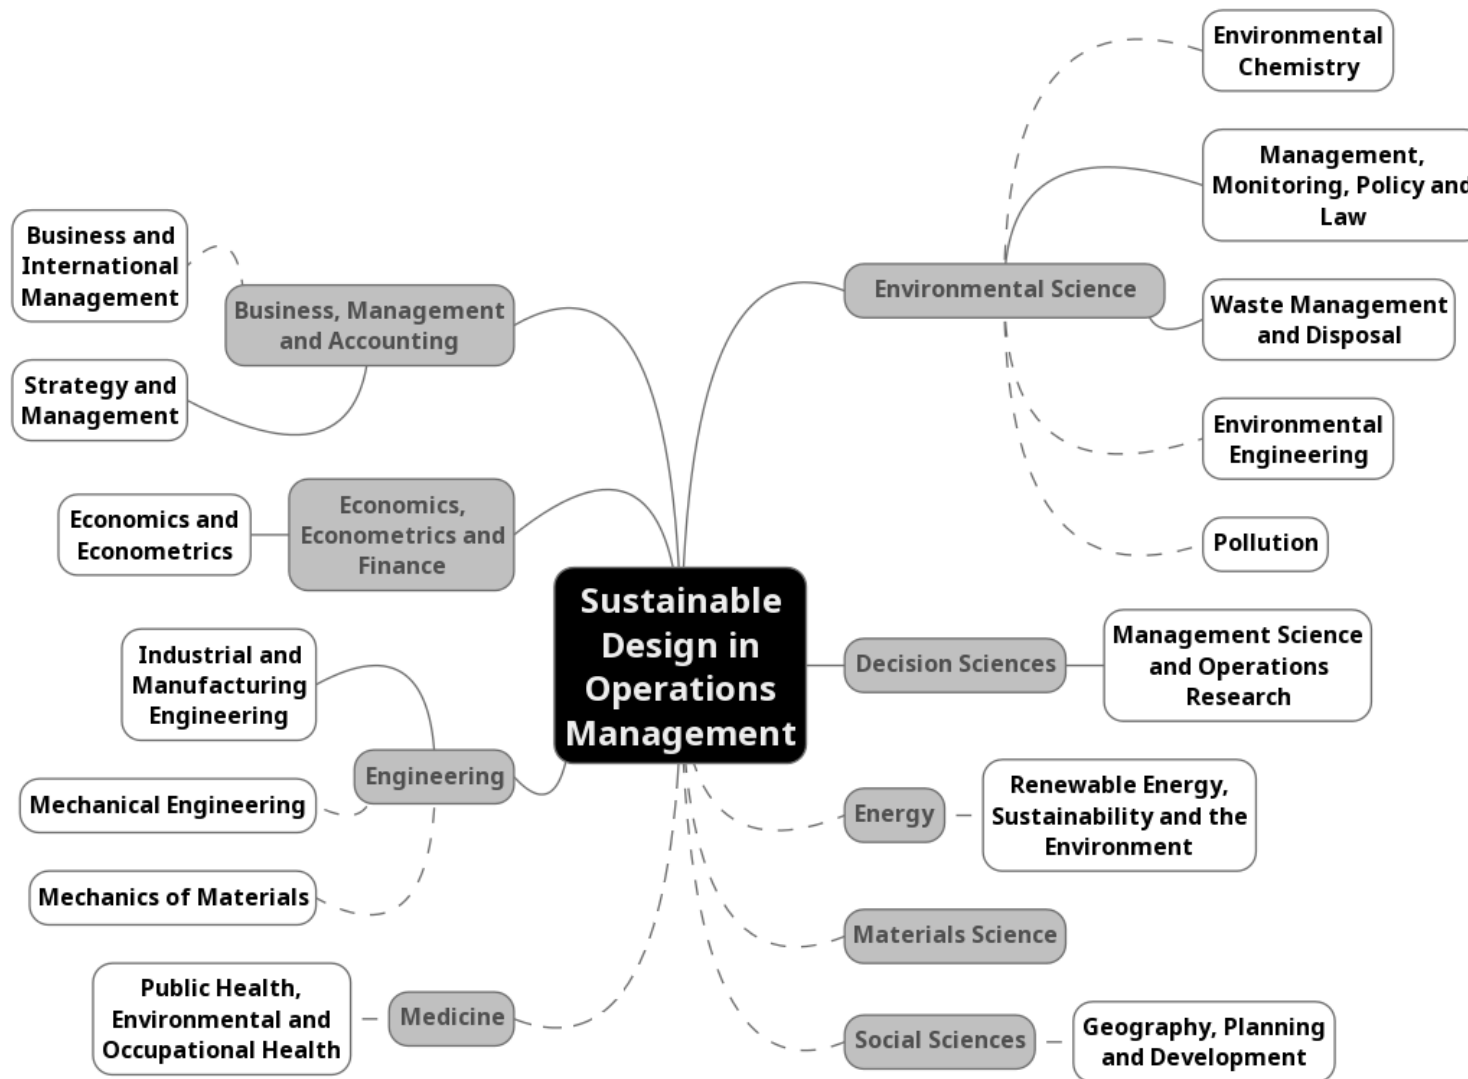 Environmental
Chemistry
Management,
Monitoring, Policy and
Law
Business and
International
Management
Business, Management
and Accounting
Environmental Science
Waste Management
and Disposal
Strategy and
Management
Environmental
Engineering
Economics and
Econometrics
Economics,
Econometrics and
Finance
Pollution
Sustainable
Design in
Operations
Management
Industrial and
Manufacturing
Engineering
Decision Sciences
Management Science
and Operations
Research
Engineering
Mechanical Engineering
Energy
Renewable Energy,
Sustainability and the
Environment
Mechanics of Materials
Materials Science
Public Health,
Environmental and
Occupational Health
Medicine
Social Sciences
Geography, Planning
and Development